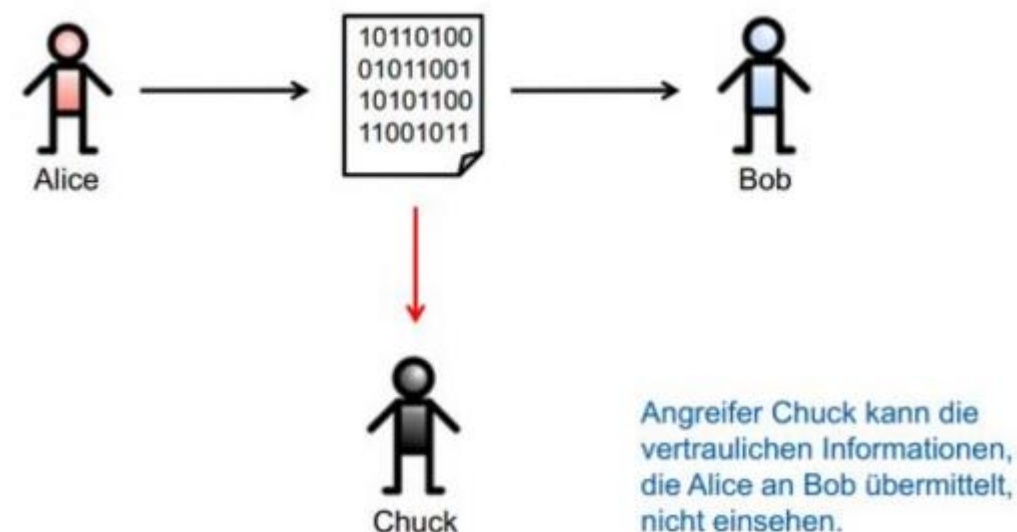 10110100
01011001
10101100
11001011
Alice
Bob
Chuck
Angreifer Chuck kann die
vertraulichen Informationen,
die Alice an Bob übermittelt,
nicht einsehen.